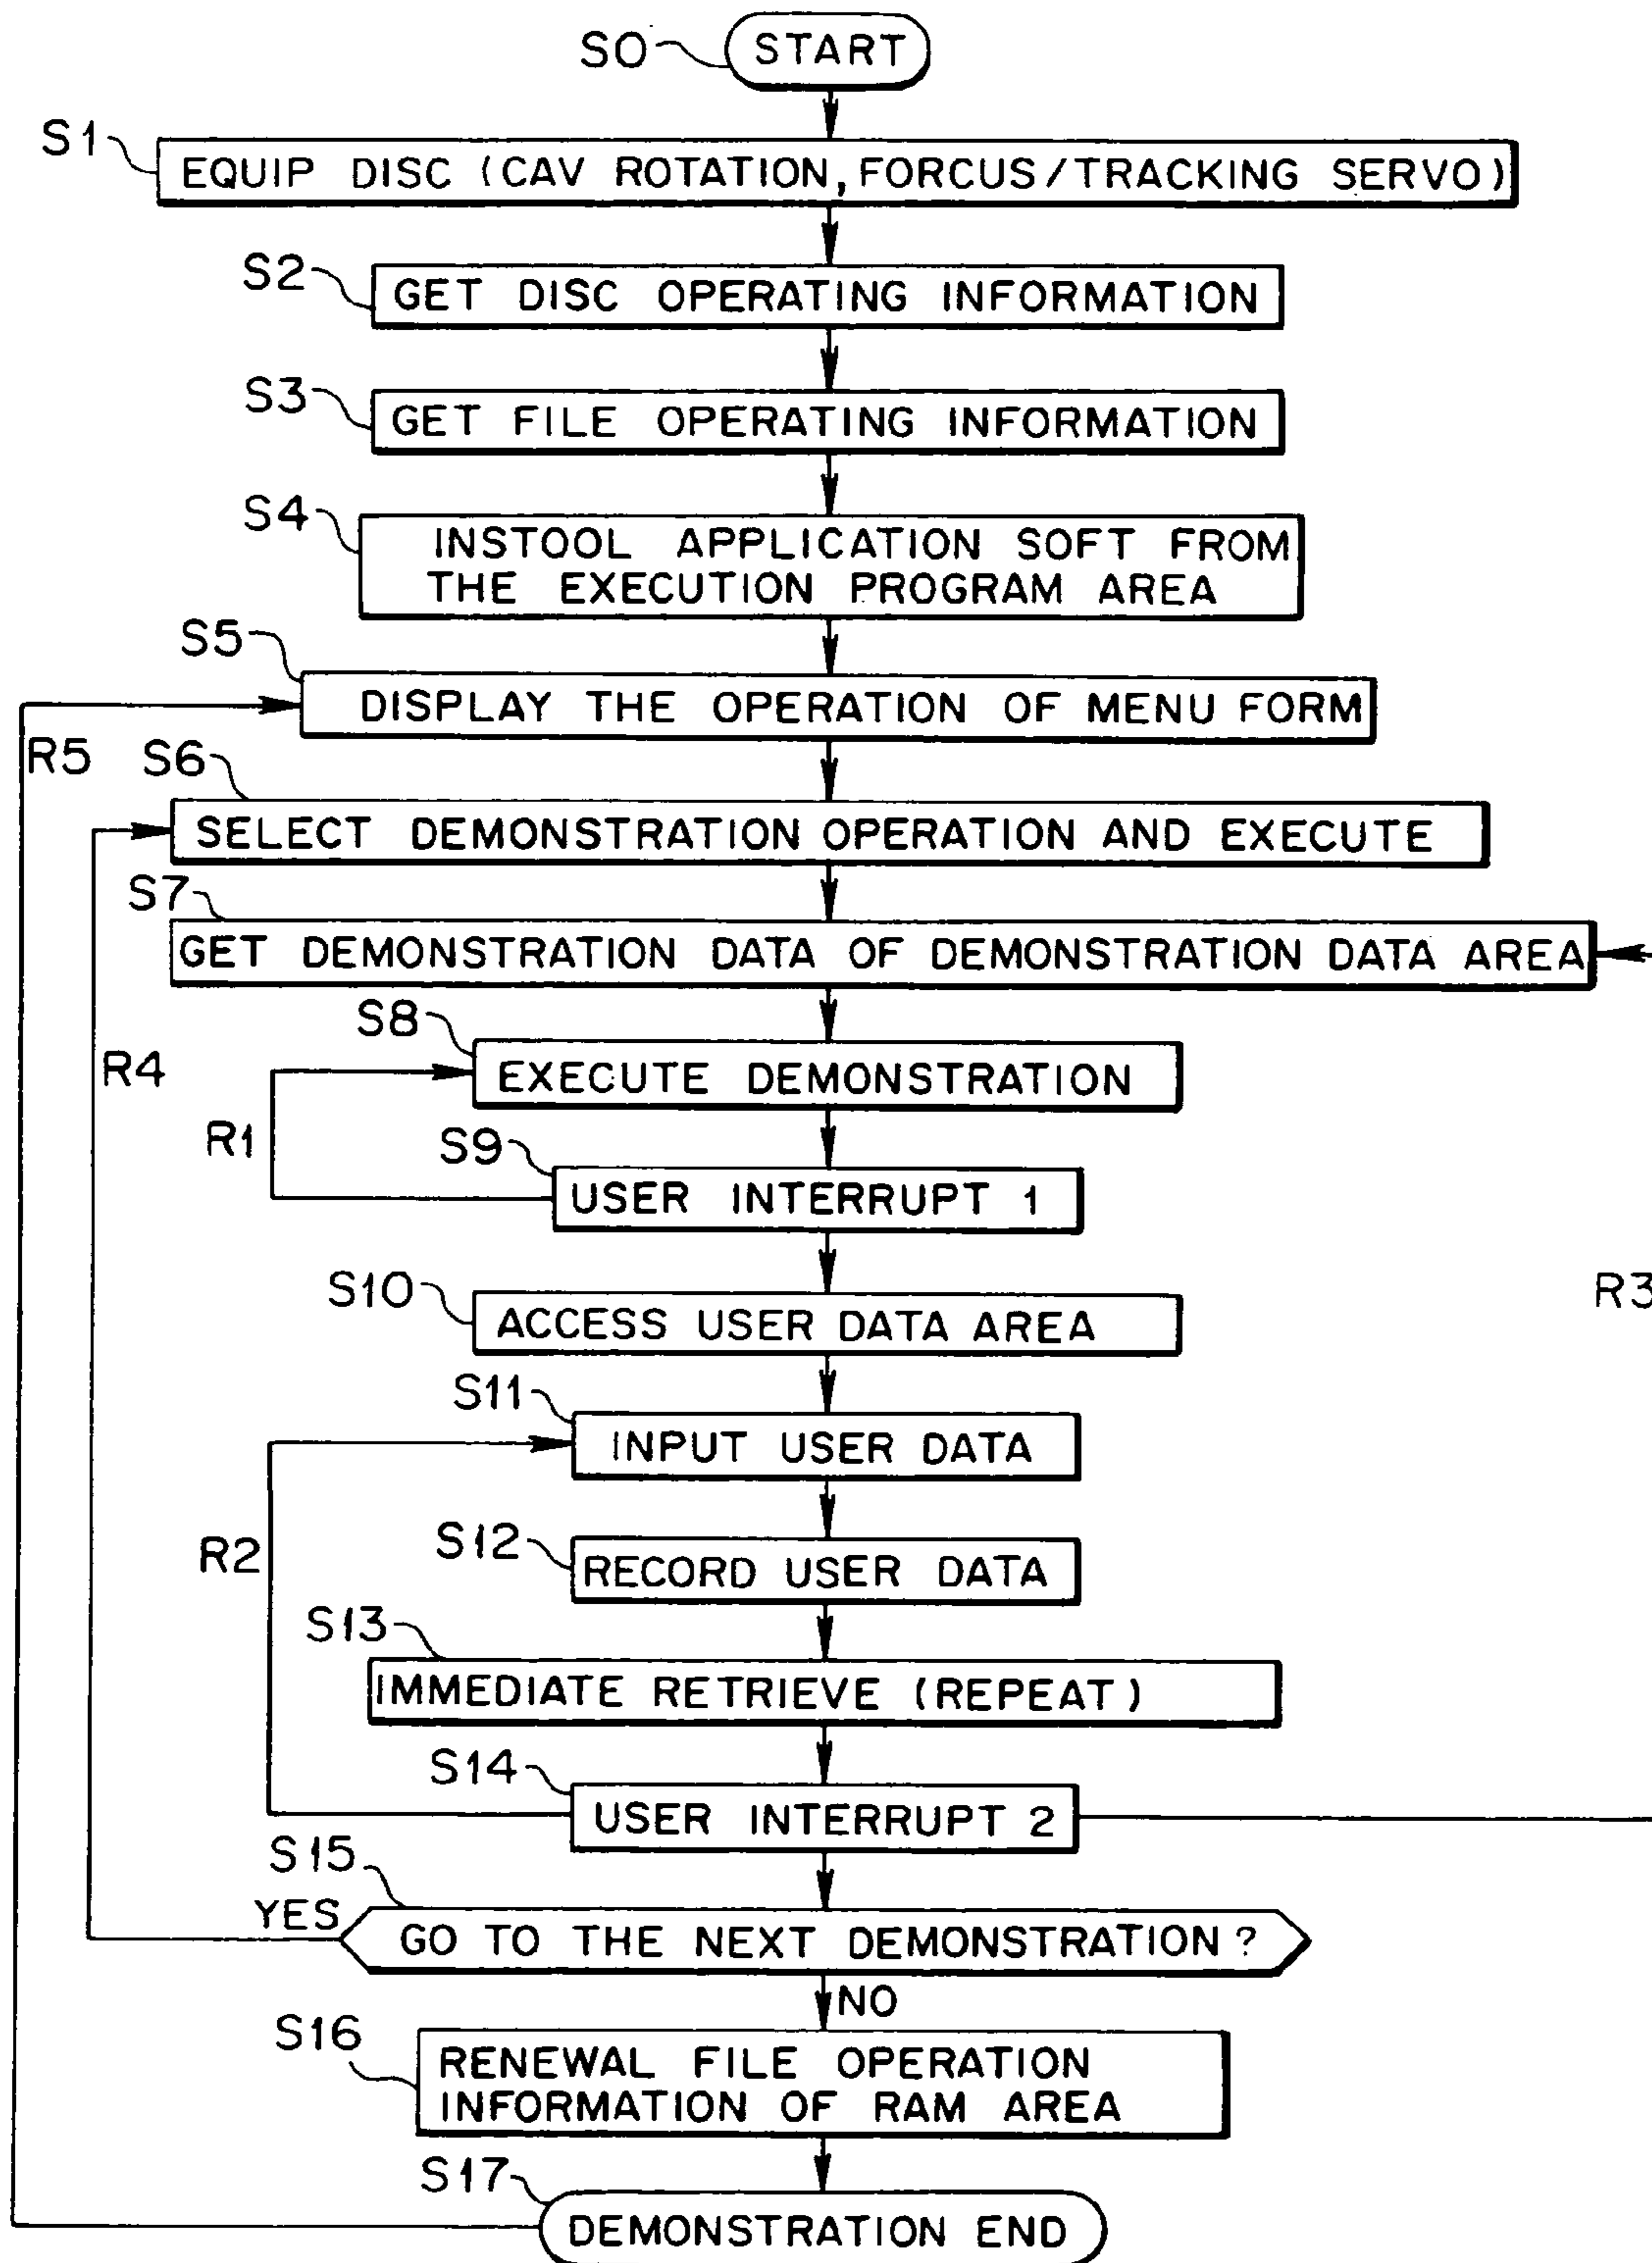 S0
START
S1
EQUIP DISC (CAV ROTATION, FORCUS/TRACKING SERVO)
S2
GET DISC OPERATING INFORMATION
S3
GET FILE OPERATING INFORMATION
S4
INSTOOL APPLICATION SOFT FROM
THE EXECUTION PROGRAM AREA
S5
DISPLAY THE OPERATION OF MENU FORM
R5
S6
SELECT DEMONSTRATION OPERATION AND EXECUTE
S7
GET DEMONSTRATION DATA OF DEMONSTRATION DATA AREA
S8
EXECUTE DEMONSTRATION
R4
R1
S9
USER INTERRUPT 1
S10
R3
ACCESS USER DATA AREA
S11
INPUT USER DATA
R2
S12
RECORD USER DATA
S13
IMMEDIATE RETRIEVE (REPEAT)
S14
USER INTERRUPT 2
S15
YES
GO TO THE NEXT DEMONSTRATION?
NO
S16
RENEWAL FILE OPERATION
INFORMATION OF RAM AREA
S17
DEMONSTRATION END